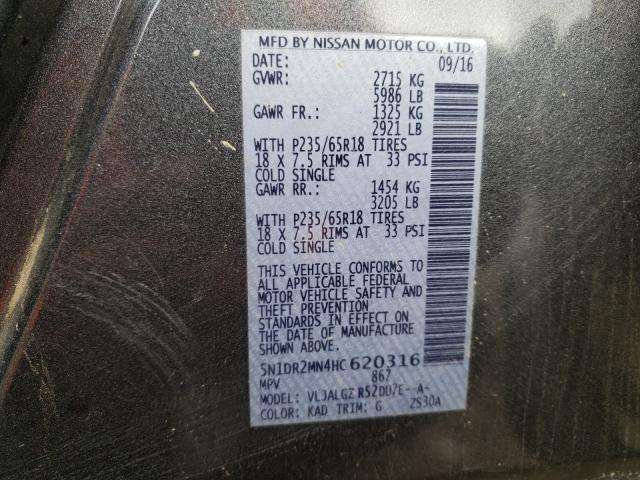 MFD BY NISSAN MOTOR CO., LTD.
DATE: 09/16
GVWR: 2715 KG
5986 LB
GAWR FR.: 1325 KG
2921 LB
WITH P235/65R18 TIRES
18 X 7.5 RIMS AT 33 PSI
COLD SINGLE
GAWR RR.: 1454 KG
3205 LB
WITH P235/65R18 TIRES
18 X 7.5 RIMS AT 33 PSI
COLD SINGLE
THIS VEHICLE CONFORMS TO
ALL APPLICABLE FEDERAL
MOTOR VEHICLE SAFETY AND
THEFT PREVENTION
STANDARDS IN EFFECT ON
THE DATE OF MANUFACTURE
SHOWN ABOVE.
5N1DR2MN4HC620316
MPV 867
MODEL: VLJALGZ R52DD7E--A-
COLOR: KAD TRIM: G ZS30A